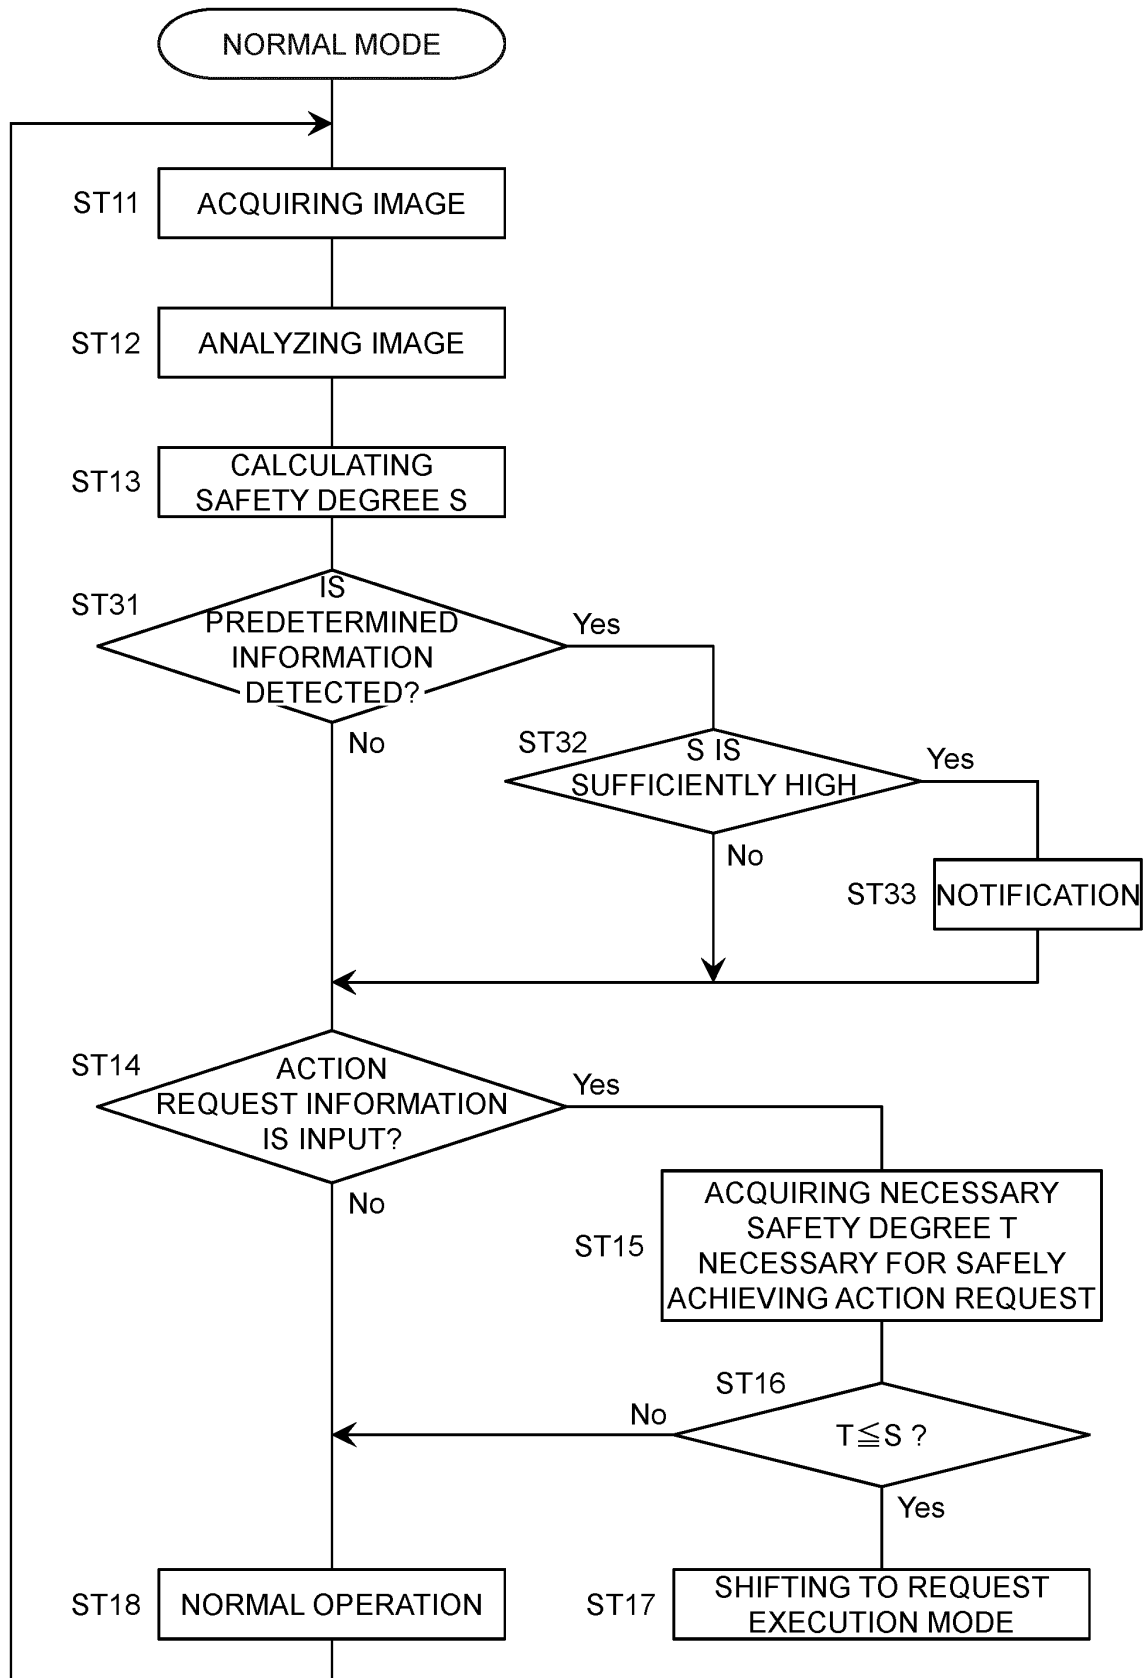 NORMAL MODE
ST11
ACQUIRING IMAGE
ST12
ANALYZING IMAGE
ST13
CALCULATING
SAFETY DEGREE S
ST31
IS
PREDETERMINED
INFORMATION
DETECTED?
Yes
No
ST32
S IS
SUFFICIENTLY HIGH
Yes
No
ST33
NOTIFICATION
ST14
ACTION
REQUEST INFORMATION
IS INPUT?
Yes
No
ST15
ACQUIRING NECESSARY
SAFETY DEGREE T
NECESSARY FOR SAFELY
ACHIEVING ACTION REQUEST
ST16
T≦S ?
No
Yes
ST18
NORMAL OPERATION
ST17
SHIFTING TO REQUEST
EXECUTION MODE